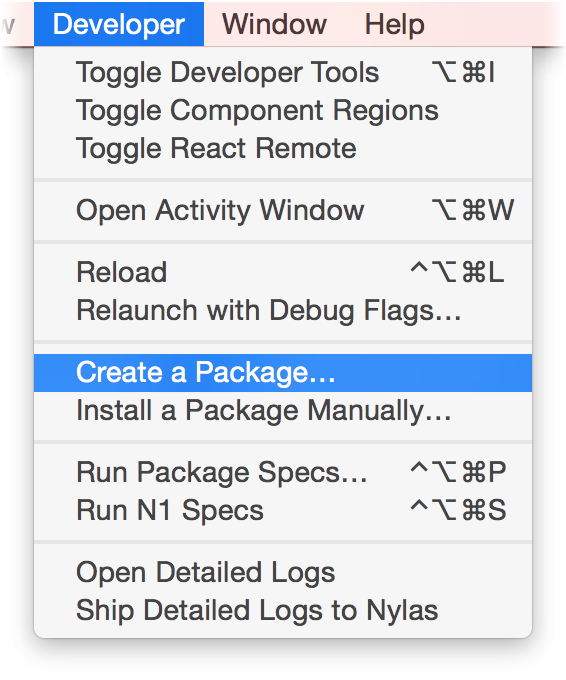 w Developer Window Help
Toggle Developer Tools ⌥⌘I
Toggle Component Regions
Toggle React Remote
Open Activity Window ⌥⌘W
Reload ^⌥⌘L
Relaunch with Debug Flags...
Create a Package...
Install a Package Manually...
Run Package Specs... ^⌥⌘P
Run N1 Specs ^⌥⌘S
Open Detailed Logs
Ship Detailed Logs to Nylas